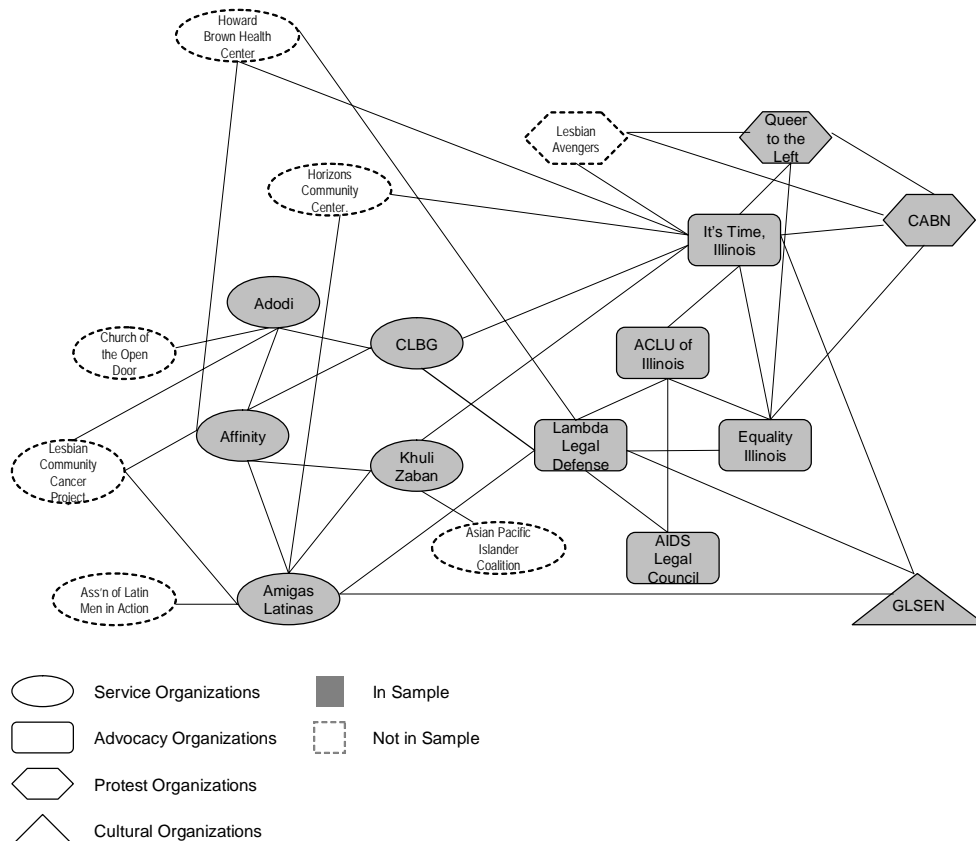 Howard
Brown Health
Center
Lesbian
Avengers
Queer
to the
Left
Horizons
Community
Center.
CABN
It's Time,
Illinois
Adodi
CLBG
Church of
the Open
Door
ACLU of
Illinois
Affinity
Lambda
Legal
Defense
Equality
Illinois
Lesbian
Community
Cancer
Project
Khuli
Zaban
Asian Pacific
Islander
Coalition
AIDS
Legal
Council
Ass'n of Latin
Men in Action
Amigas
Latinas
GLSEN
Service Organizations
In Sample
Advocacy Organizations
Not in Sample
Protest Organizations
Cultural Organizations